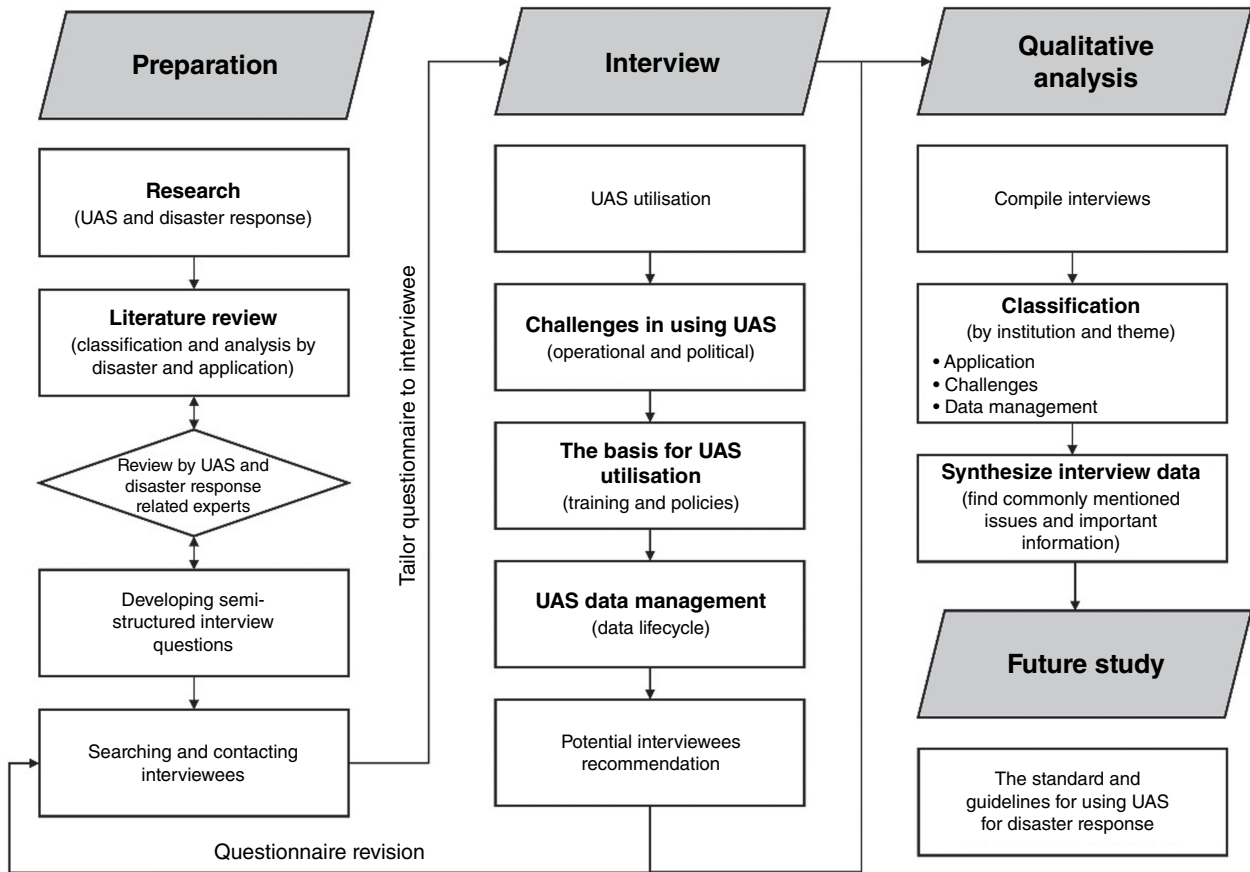 Preparation
Research
(UAS and disaster response)
Literature review
(classification and analysis by
disaster and application)
Review by UAS and
disaster response
related experts
Developing semi-
structured interview
questions
Searching and contacting
interviewees
Questionnaire revision
Tailor questionnaire to interviewee
Interview
UAS utilisation
Challenges in using UAS
(operational and political)
The basis for UAS
utilisation
(training and policies)
UAS data management
(data lifecycle)
Potential interviewees
recommendation
Qualitative
analysis
Compile interviews
Classification
(by institution and theme)
• Application
• Challenges
• Data management
Synthesize interview data
(find commonly mentioned
issues and important
information)
Future study
The standard and
guidelines for using UAS
for disaster response